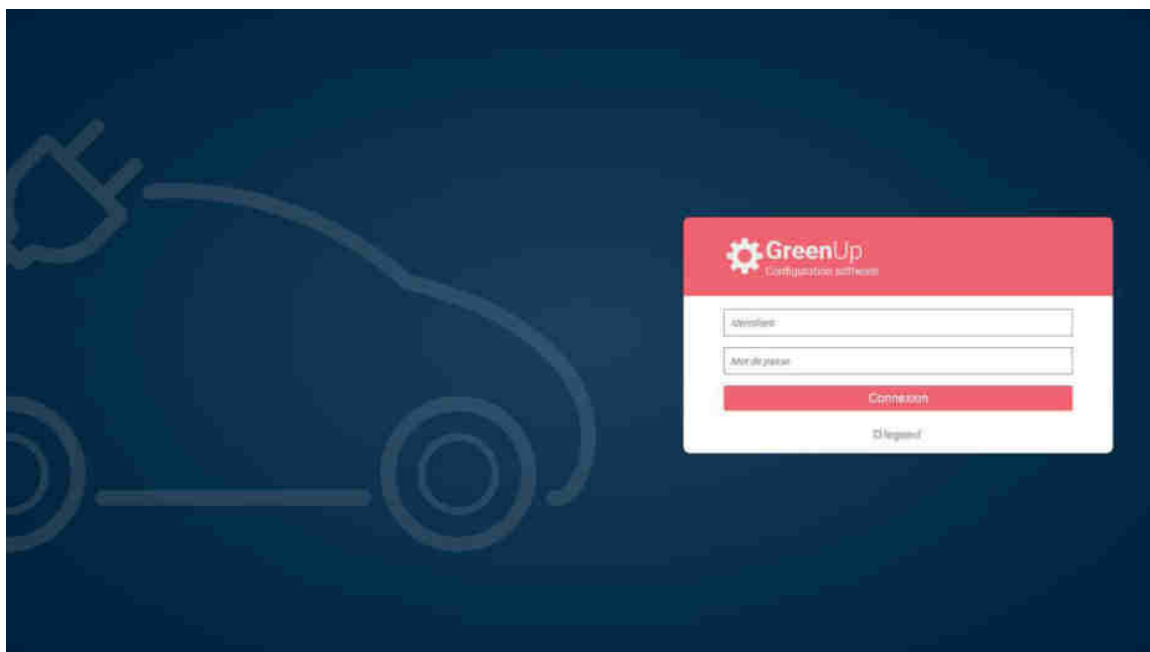 GreenUp
Configuration software
Identifiant
Mot de passe
Connexion
legrand